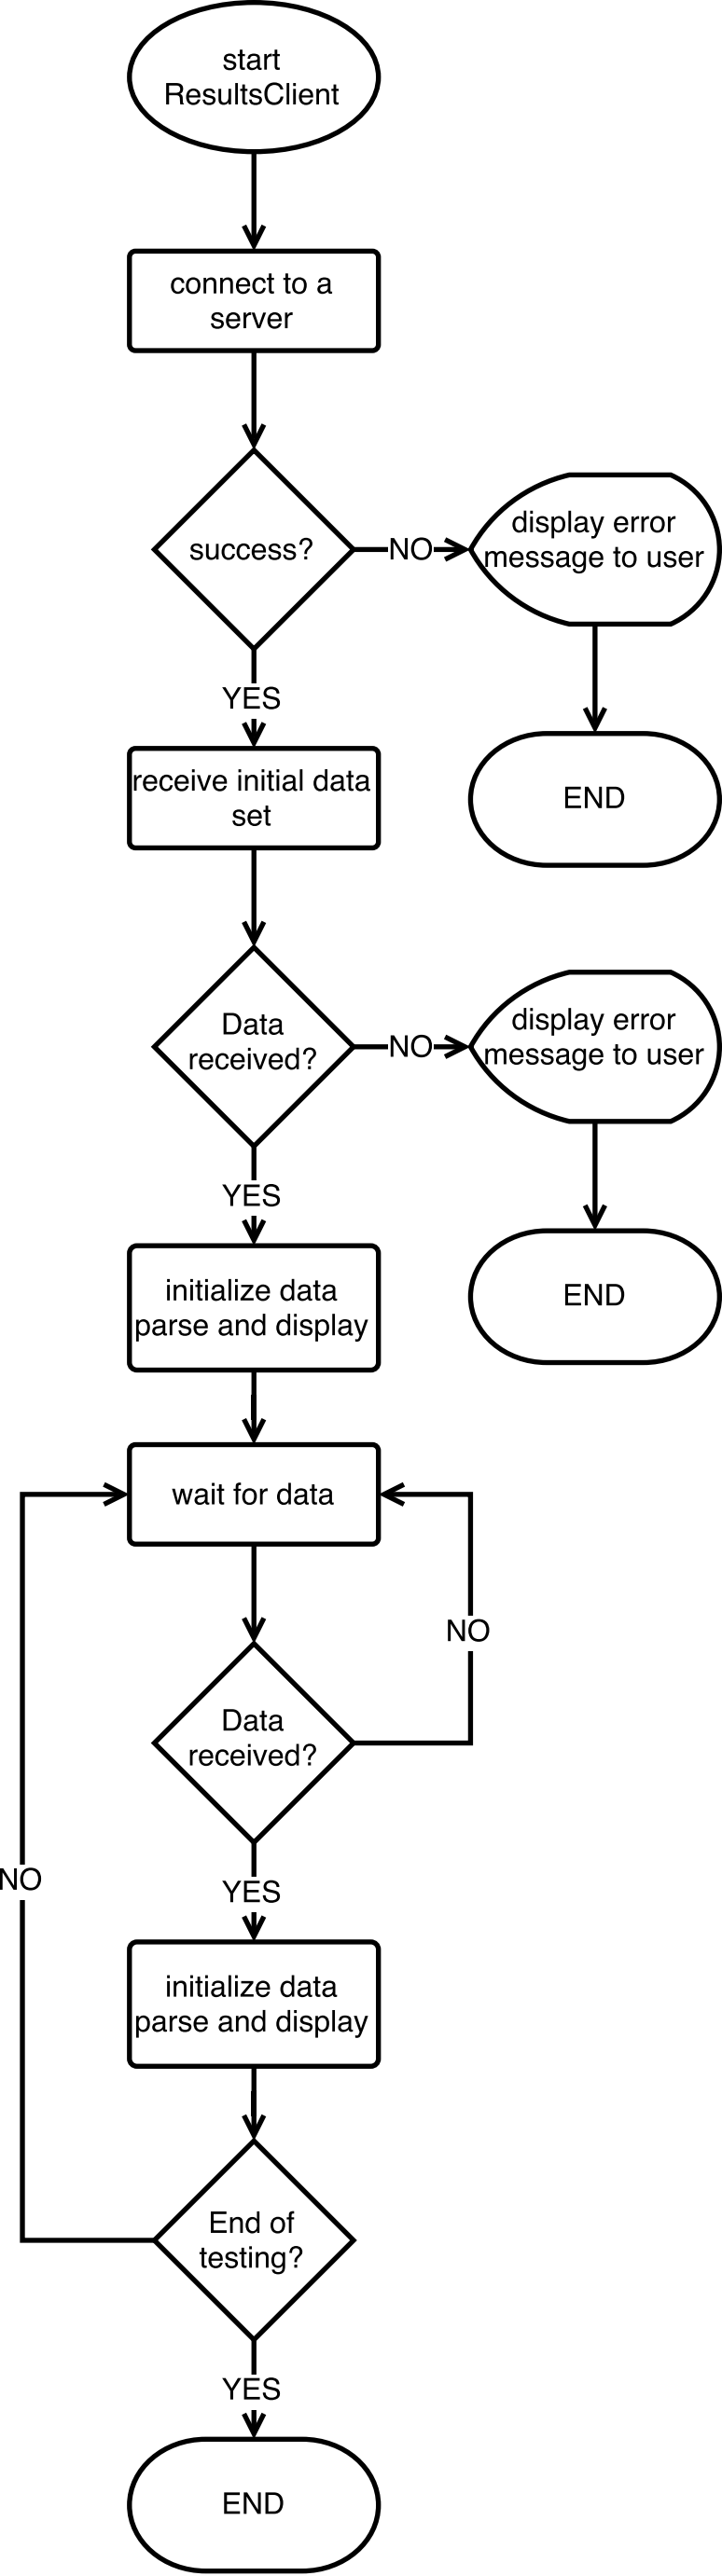 start
ResultsClient
connect to a
server
success?
NO
display error
message to user
YES
END
receive initial data
set
Data
received?
NO
display error
message to user
YES
END
initialize data
parse and display
wait for data
NO
Data
received?
NO
YES
initialize data
parse and display
End of
testing?
YES
END